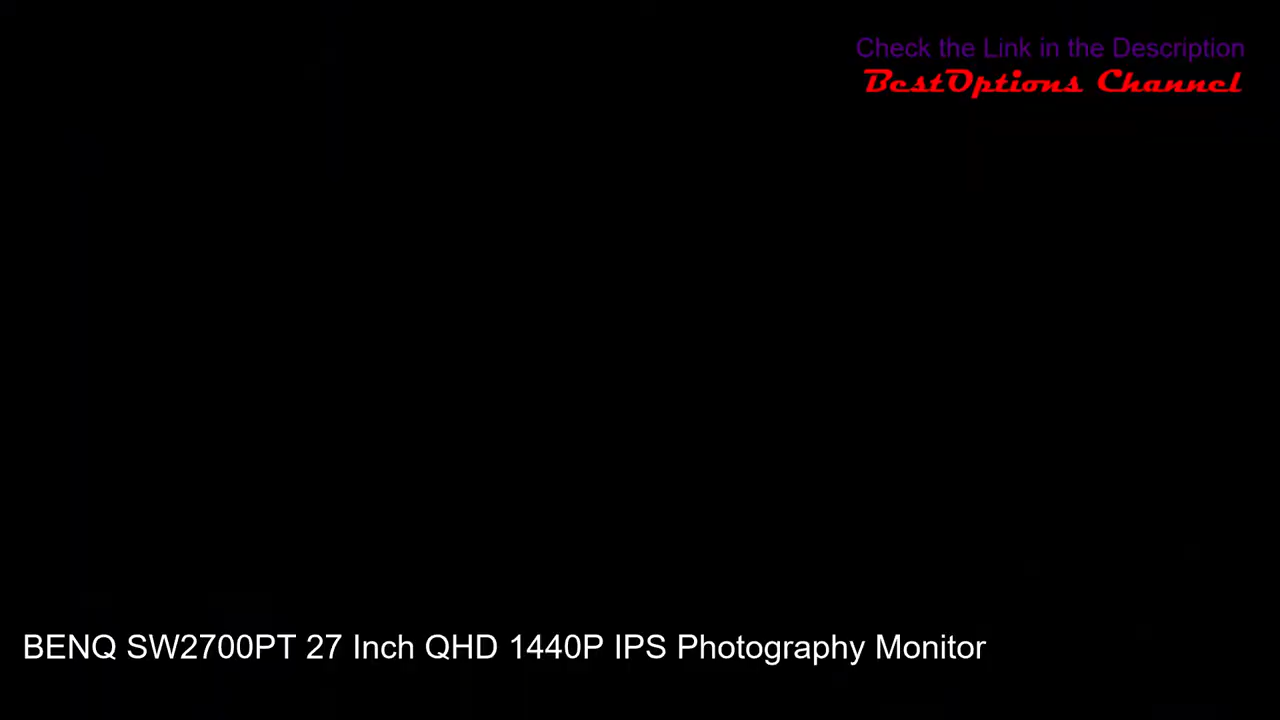 Check the Link in the Description
BestOptions Channel
BENQ SW2700PT 27 Inch QHD 1440P IPS Photography Monitor